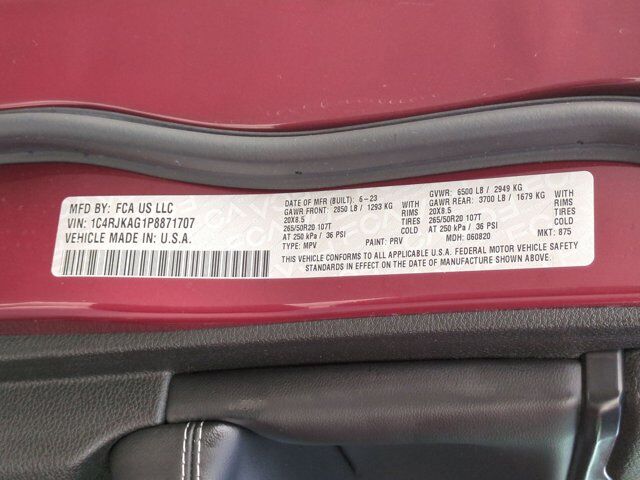 MFD BY: FCA US LLC
VIN: 1C4RJKAG1P8871707
VEHICLE MADE IN: U.S.A.
DATE OF MFR (BUILT): 6-23 GVWR: 6500 LB / 2949 KG
GAWR FRONT: 2850 LB / 1293 KG WITH GAWR REAR: 3700 LB / 1679 KG WITH
20X8.5 RIMS 20X8.5 RIMS
265/50R20 107T TIRES 265/50R20 107T TIRES
AT 250 kPa / 36 PSI COLD AT 250 kPa / 36 PSI COLD
TYPE: MPV PAINT: PRV MDH: 060820 MKT: 875
THIS VEHICLE CONFORMS TO ALL APPLICABLE U.S.A. FEDERAL MOTOR VEHICLE SAFETY
STANDARDS IN EFFECT ON THE DATE OF MANUFACTURE SHOWN ABOVE.